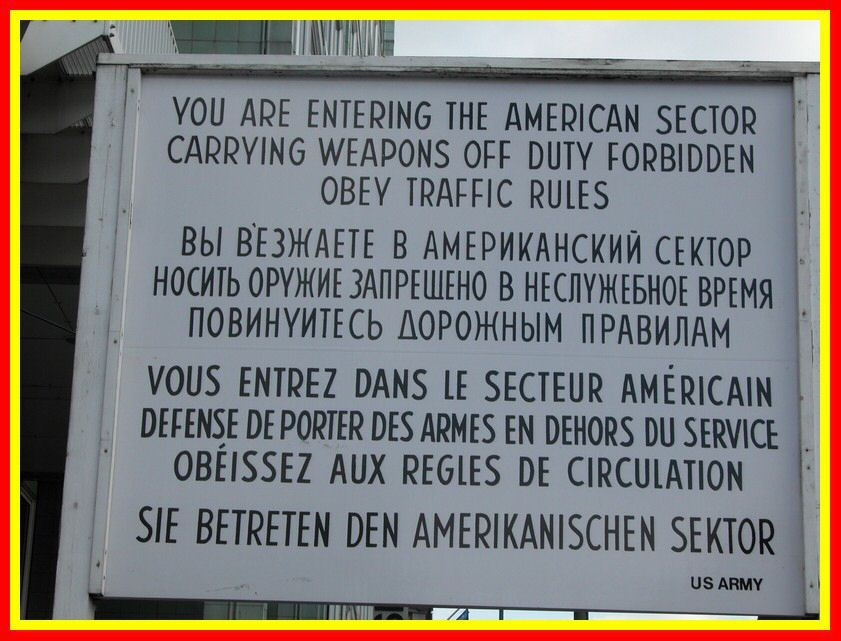 YOU ARE ENTERING THE AMERICAN SECTOR
CARRYING WEAPONS OFF DUTY FORBIDDEN
OBEY TRAFFIC RULES
ВЫ В'ЕЗЖАЕТЕ В АМЕРИКАНСКИЙ СЕКТОР
НОСИТЬ ОРУЖИЕ ЗАПРЕЩЕНО В НЕСЛУЖЕБНОЕ ВРЕМЯ
ПОВИНУИТЕСЬ ДОРОЖНЫМ ПРАВИЛАМ
VOUS ENTREZ DANS LE SECTEUR AMÉRICAIN
DEFENSE DE PORTER DES ARMES EN DEHORS DU SERVICE
OBÉISSEZ AUX REGLES DE CIRCULATION
SIE BETRETEN DEN AMERIKANISCHEN SEKTOR
US ARMY